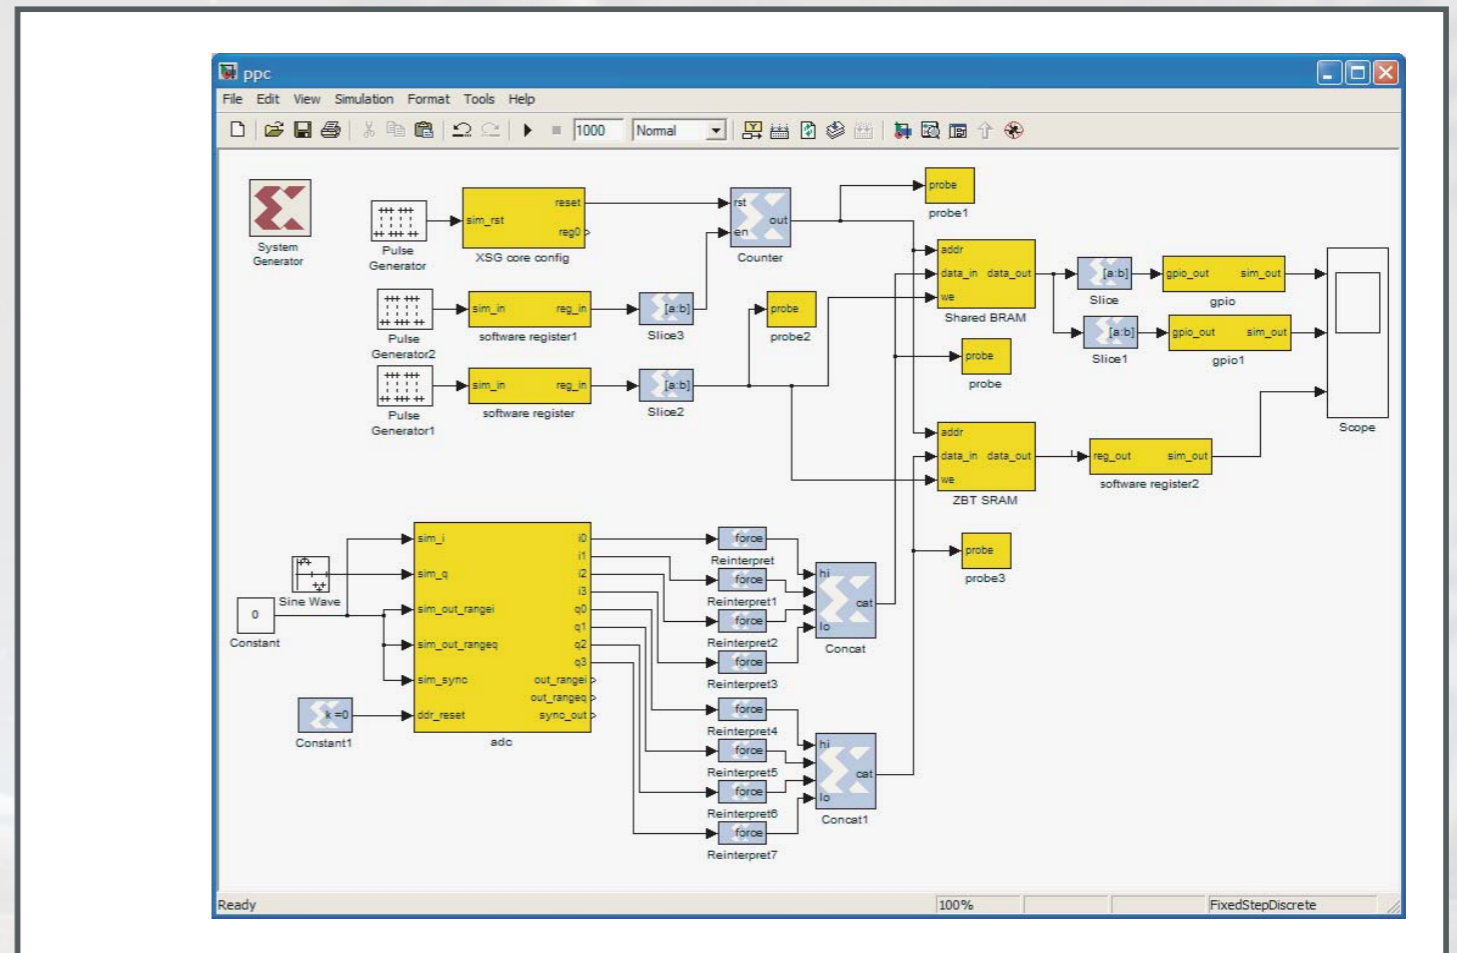 ppc
File Edit View Simulation Format Tools Help
1000 Normal
System
Generator
Pulse
Generator
sim_rst
reset
reg0
XSG core config
rst
en
out
Counter
probe
probe1
Pulse
Generator2
sim_in
reg_in
software register1
[a:b]
Slice3
probe
probe2
addr
data_in
data_out
we
Shared BRAM
[a:b]
Slice
gpio_out
sim_out
gpio
[a:b]
Slice1
gpio_out
sim_out
gpio1
Scope
Pulse
Generator1
sim_in
reg_in
software register
[a:b]
Slice2
probe
probe
addr
data_in
data_out
we
ZBT SRAM
reg_out
sim_out
software register2
probe
probe3
Sine Wave
0
Constant
k =0
Constant1
sim_i
sim_q
sim_out_rangei
sim_out_rangeq
sim_sync
ddr_reset
i0
i1
i2
i3
q0
q1
q2
q3
out_rangei
out_rangeq
sync_out
adc
force
Reinterpret
force
Reinterpret1
force
Reinterpret2
force
Reinterpret3
force
Reinterpret4
force
Reinterpret5
force
Reinterpret6
force
Reinterpret7
hi
lo
cat
Concat
hi
lo
cat
Concat1
Ready
100%
FixedStepDiscrete